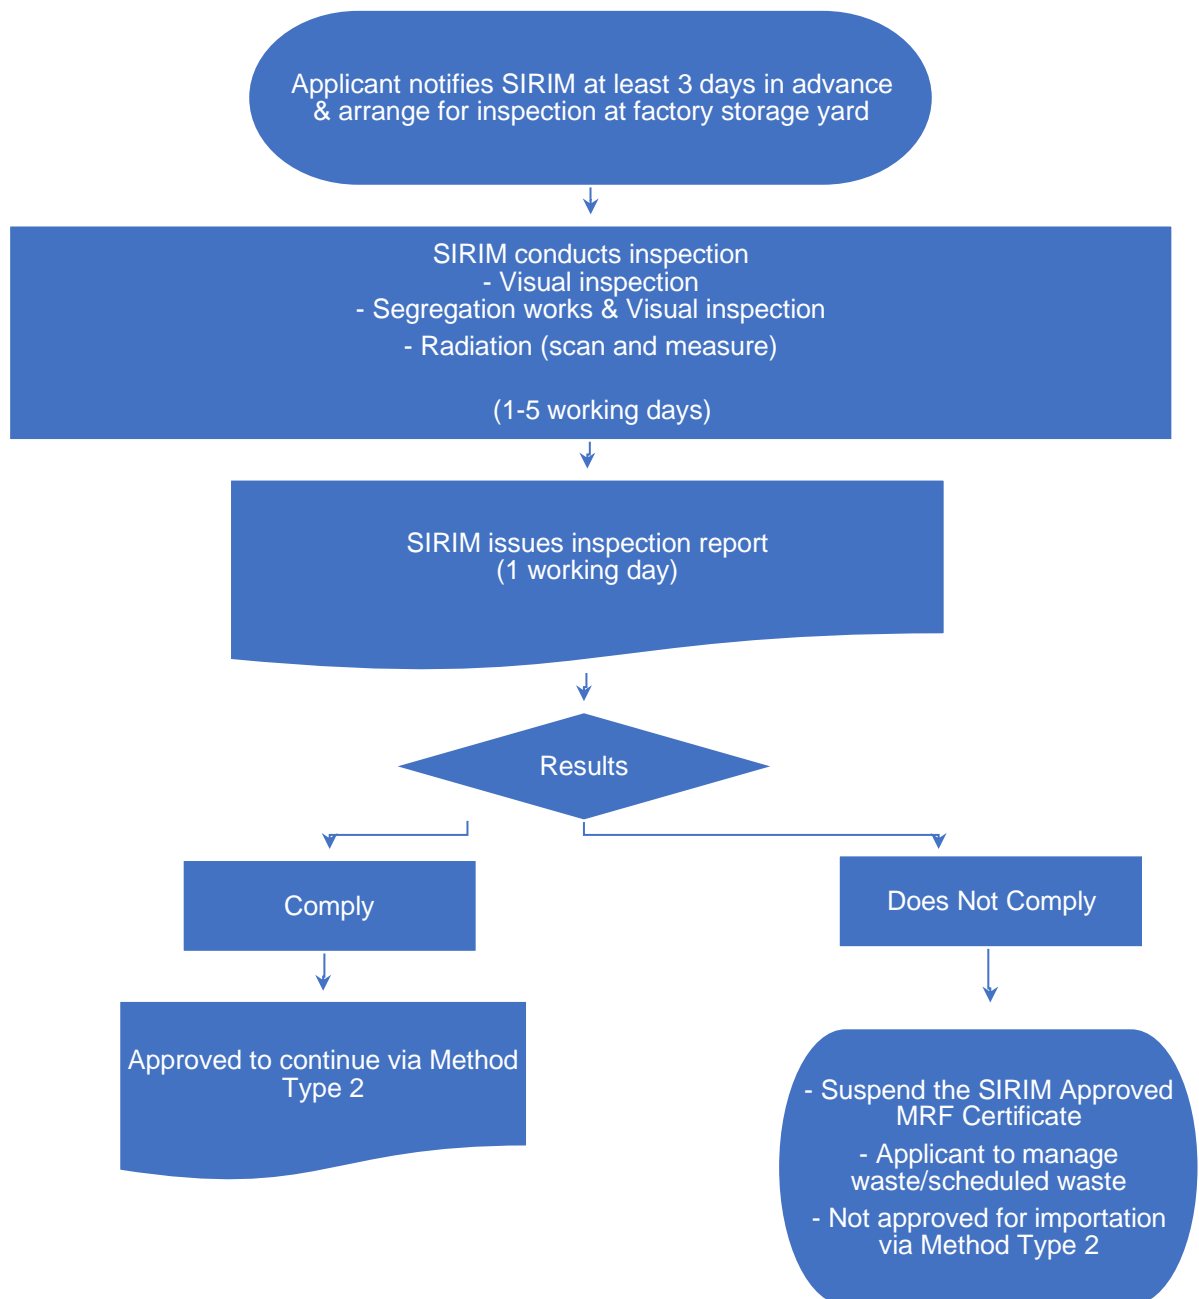 Applicant notifies SIRIM at least 3 days in advance
& arrange for inspection at factory storage yard
SIRIM conducts inspection
- Visual inspection
- Segregation works & Visual inspection
- Radiation (scan and measure)
(1-5 working days)
SIRIM issues inspection report
(1 working day)
Results
Comply
Does Not Comply
Approved to continue via Method
Type 2
- Suspend the SIRIM Approved
MRF Certificate
- Applicant to manage
waste/scheduled waste
- Not approved for importation
via Method Type 2